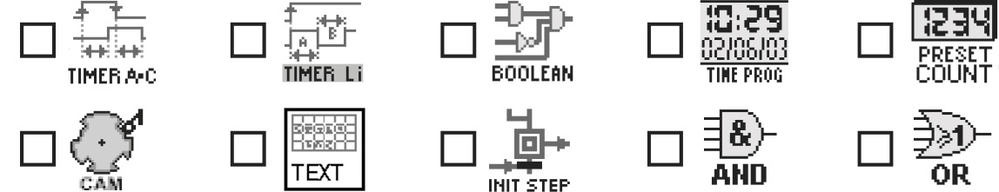 10:29
1234
02/06/03
PRESET
A
B
TIMER A•C
TIMER Li
BOOLEAN
TIME PROG
COUNT
TEXT
&
≥1
CAM
INIT STEP
AND
OR